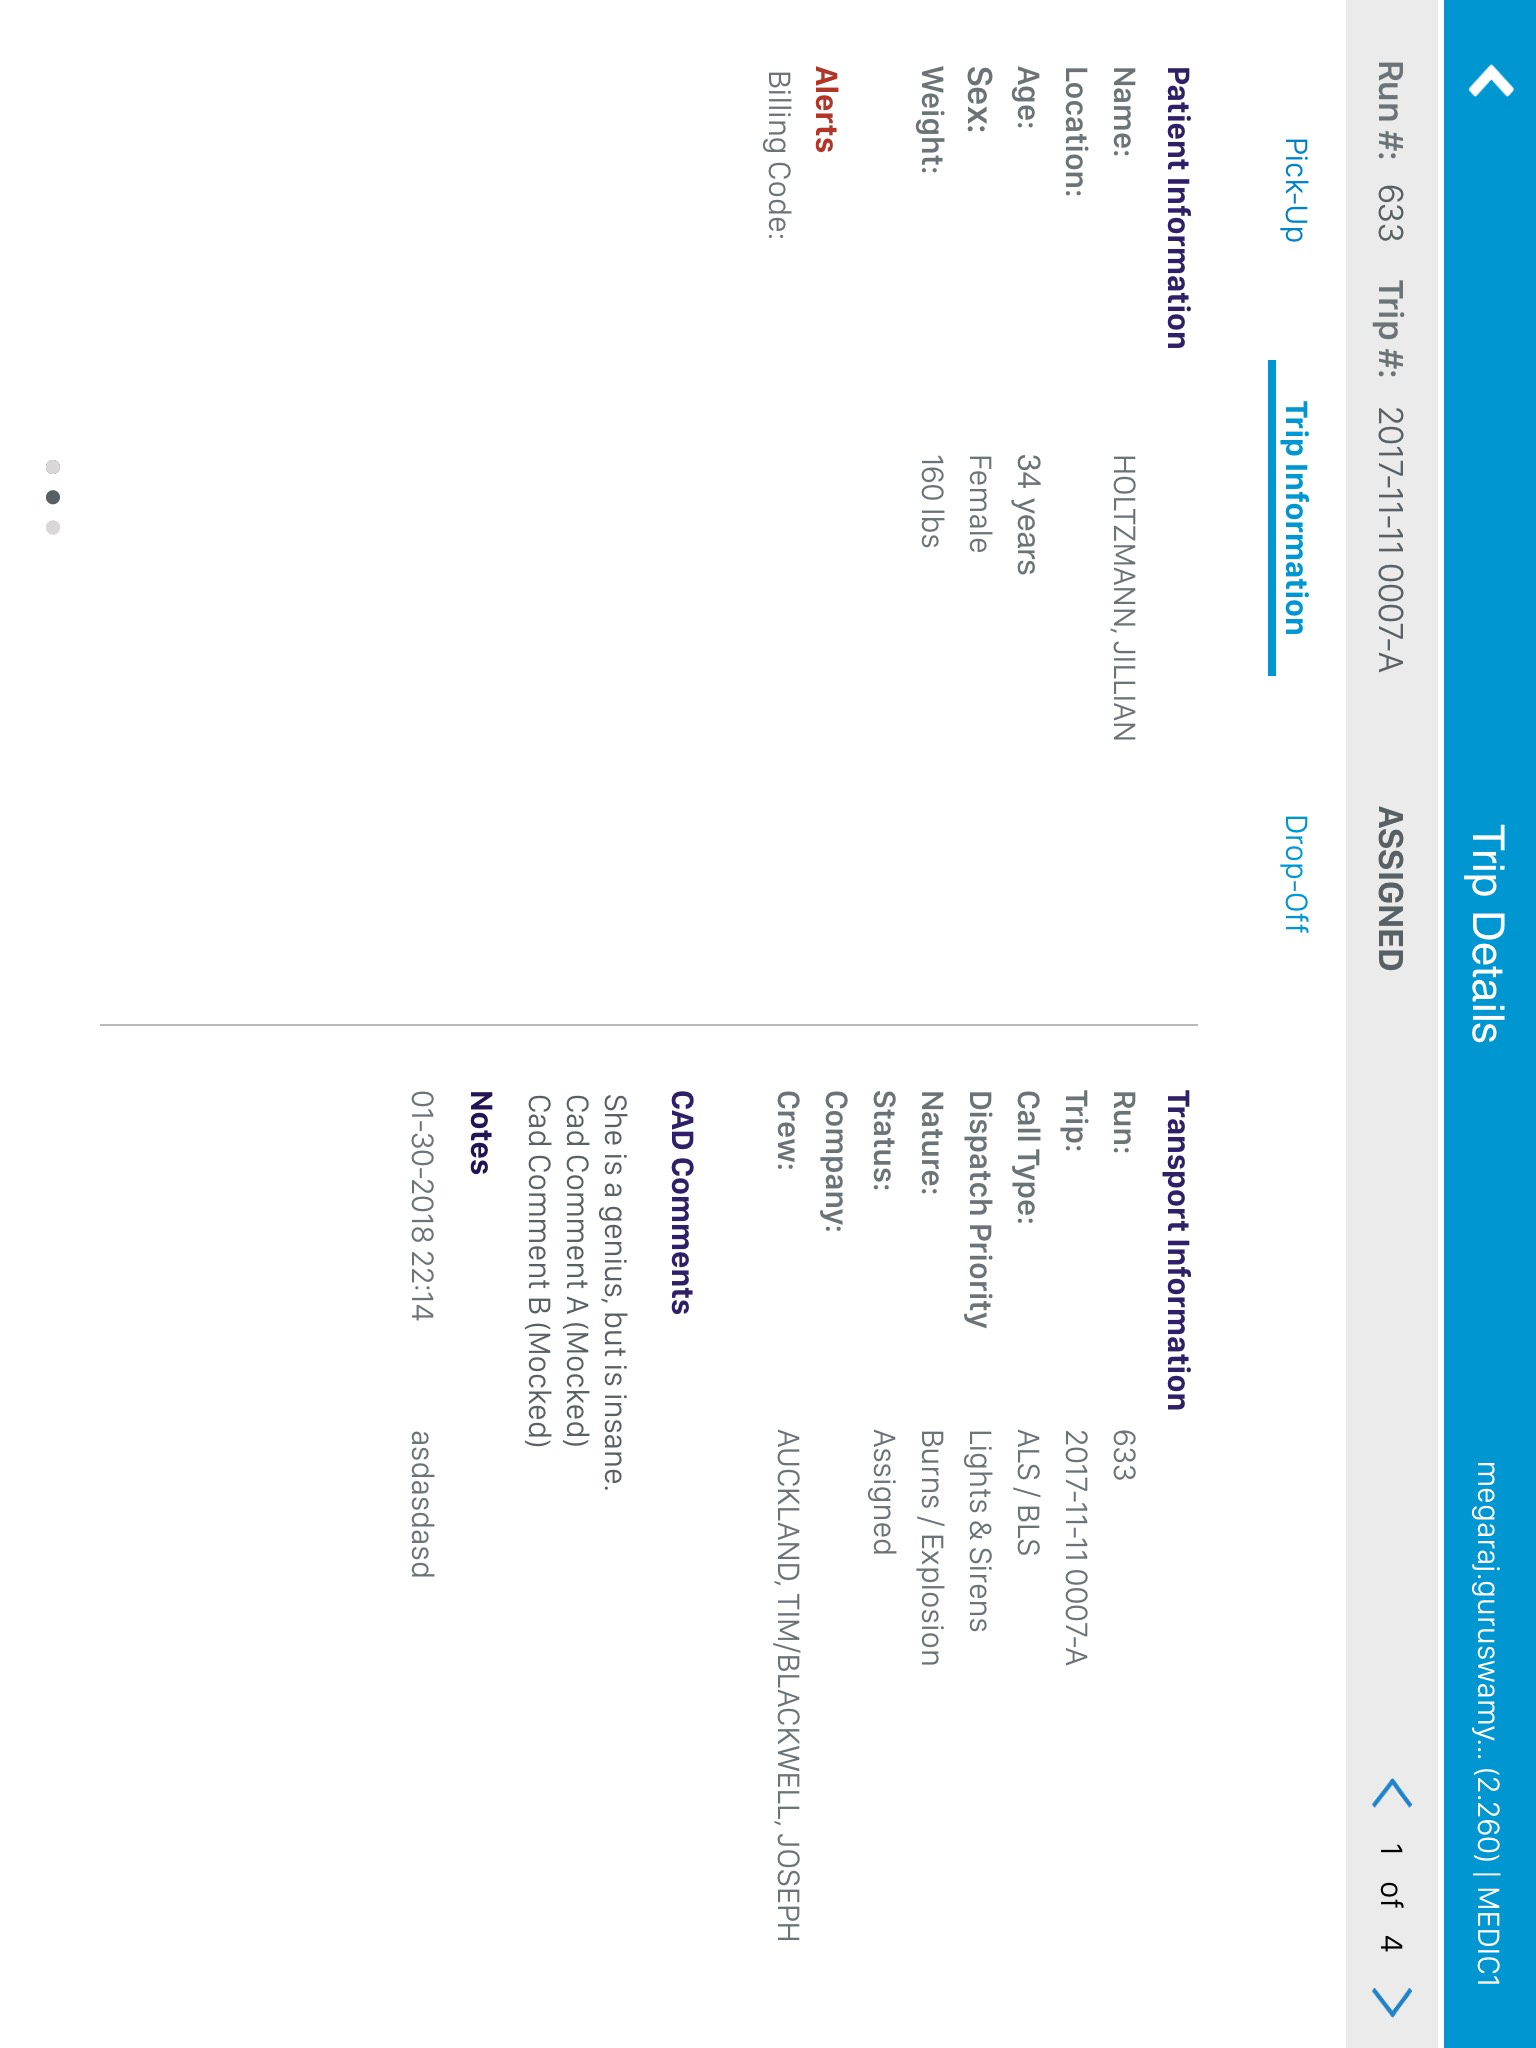 Trip Details
megaraj.guruswamy... (2.260) | MEDIC1
Run #: 633 Trip #: 2017-11-11 0007-A ASSIGNED
1 of 4
Pick-Up Trip Information Drop-Off
Patient Information
Name: HOLTZMANN, JILLIAN
Location:
Age: 34 years
Sex: Female
Weight: 160 lbs
Alerts
Billing Code:
Transport Information
Run: 633
Trip: 2017-11-11 0007-A
Call Type: ALS / BLS
Dispatch Priority Lights & Sirens
Nature: Burns / Explosion
Status: Assigned
Company:
Crew: AUCKLAND, TIM/BLACKWELL, JOSEPH
CAD Comments
She is a genius, but is insane.
Cad Comment A (Mocked)
Cad Comment B (Mocked)
Notes
01-30-2018 22:14 asdasdasd